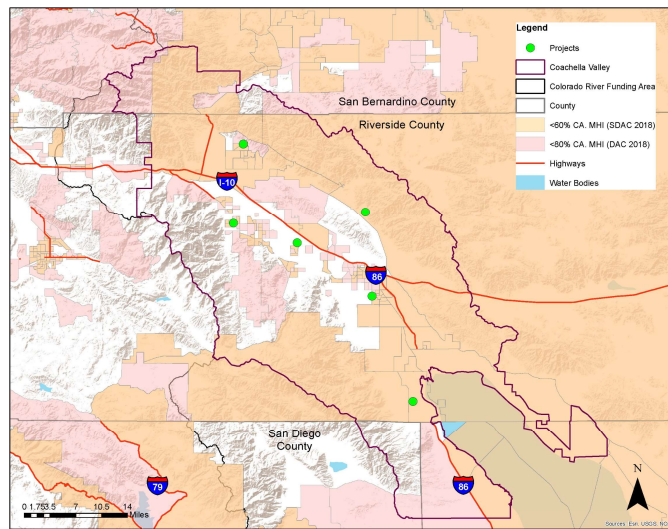 Legend
Projects
Coachella Valley
Colorado River Funding Area
County
<60% CA. MHI (SDAC 2018)
<80% CA. MHI (DAC 2018)
Highways
Water Bodies
San Bernardino County
Riverside County
I-10
86
San Diego
County
79
86
N
0 1.75 3.5 7 10.5 14
Miles
Sources: Esri, USGS, NO